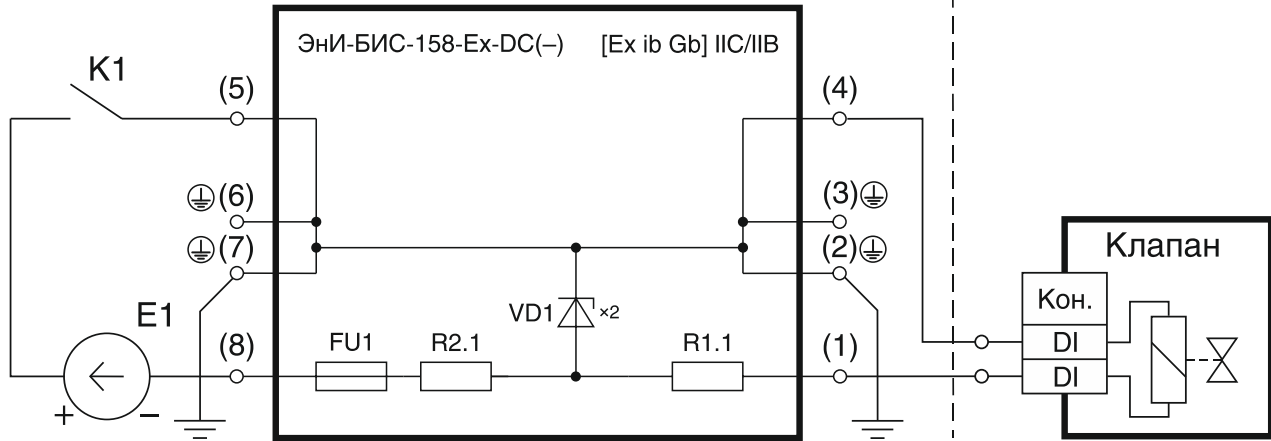 ЭнИ-БИС-158-Ex-DC(–) [Ex ib Gb] IIC/IIB
K1
(5)
(4)
(6)
(3)
(7)
(2)
Клапан
Кон.
E1
VD1 ×2
DI
(8)
FU1
R2.1
R1.1
(1)
DI
+ –